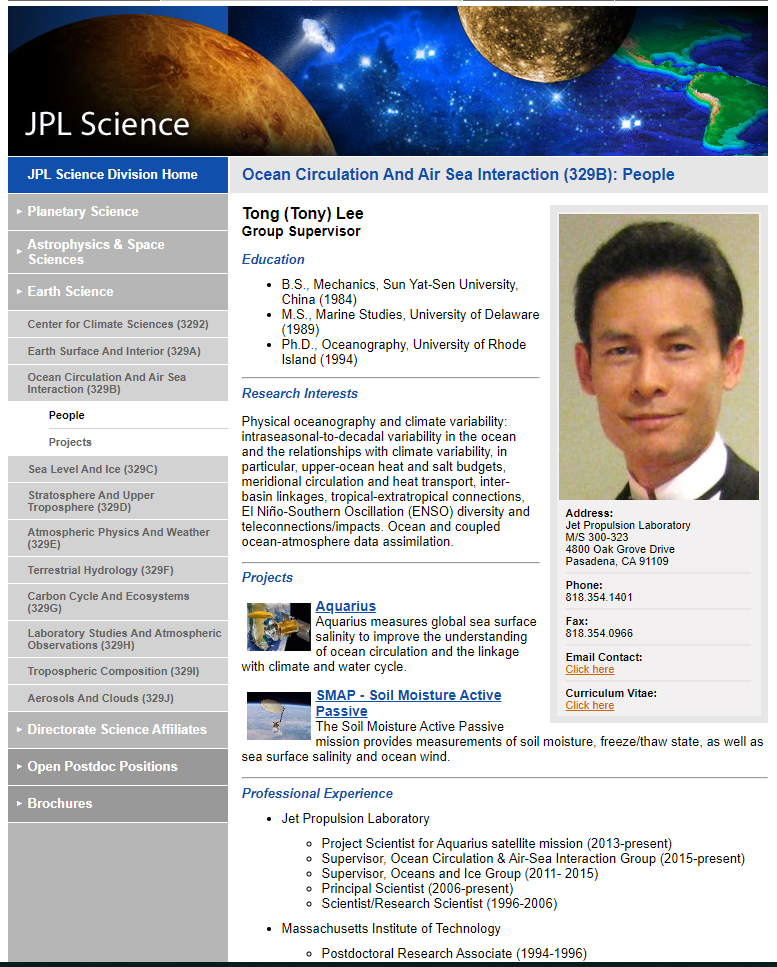 JPL Science
JPL Science Division Home
Planetary Science
Astrophysics & Space
Sciences
Earth Science
Center for Climate Sciences (3292)
Earth Surface And Interior (329A)
Ocean Circulation And Air Sea
Interaction (329B)
People
Projects
Sea Level And Ice (329C)
Stratosphere And Upper
Troposphere (329D)
Atmospheric Physics And Weather
(329E)
Terrestrial Hydrology (329F)
Carbon Cycle And Ecosystems
(329G)
Laboratory Studies And Atmospheric
Observations (329H)
Tropospheric Composition (329I)
Aerosols And Clouds (329J)
Directorate Science Affiliates
Open Postdoc Positions
Brochures
Ocean Circulation And Air Sea Interaction (329B): People
Tong (Tony) Lee
Group Supervisor
Education
B.S., Mechanics, Sun Yat-Sen University,
China (1984)
M.S., Marine Studies, University of Delaware
(1989)
Ph.D., Oceanography, University of Rhode
Island (1994)
Research Interests
Physical oceanography and climate variability:
intraseasonal-to-decadal variability in the ocean
and the relationships with climate variability, in
particular, upper-ocean heat and salt budgets,
meridional circulation and heat transport, inter-
basin linkages, tropical-extratropical connections,
El Niño-Southern Oscillation (ENSO) diversity and
teleconnections/impacts. Ocean and coupled
ocean-atmosphere data assimilation.
Address:
Jet Propulsion Laboratory
M/S 300-323
4800 Oak Grove Drive
Pasadena, CA 91109
Phone:
818.354.1401
Fax:
818.354.0966
Email Contact:
Click here
Curriculum Vitae:
Click here
Projects
Aquarius
Aquarius measures global sea surface
salinity to improve the understanding
of ocean circulation and the linkage
with climate and water cycle.
SMAP - Soil Moisture Active
Passive
The Soil Moisture Active Passive
mission provides measurements of soil moisture, freeze/thaw state, as well as
sea surface salinity and ocean wind.
Professional Experience
Jet Propulsion Laboratory
Project Scientist for Aquarius satellite mission (2013-present)
Supervisor, Ocean Circulation & Air-Sea Interaction Group (2015-present)
Supervisor, Oceans and Ice Group (2011- 2015)
Principal Scientist (2006-present)
Scientist/Research Scientist (1996-2006)
Massachusetts Institute of Technology
Postdoctoral Research Associate (1994-1996)